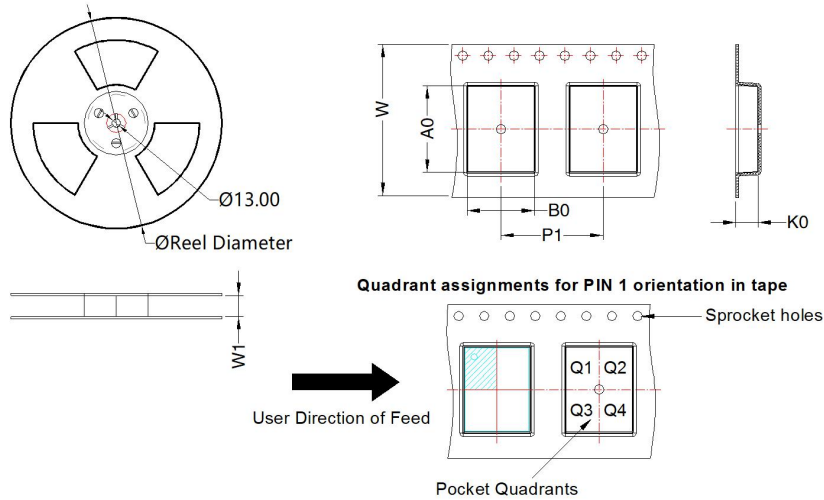 W
A0
B0
P1
K0
Ø13.00
ØReel Diameter
W1
Quadrant assignments for PIN 1 orientation in tape
Sprocket holes
Q1 Q2
Q3 Q4
User Direction of Feed
Pocket Quadrants